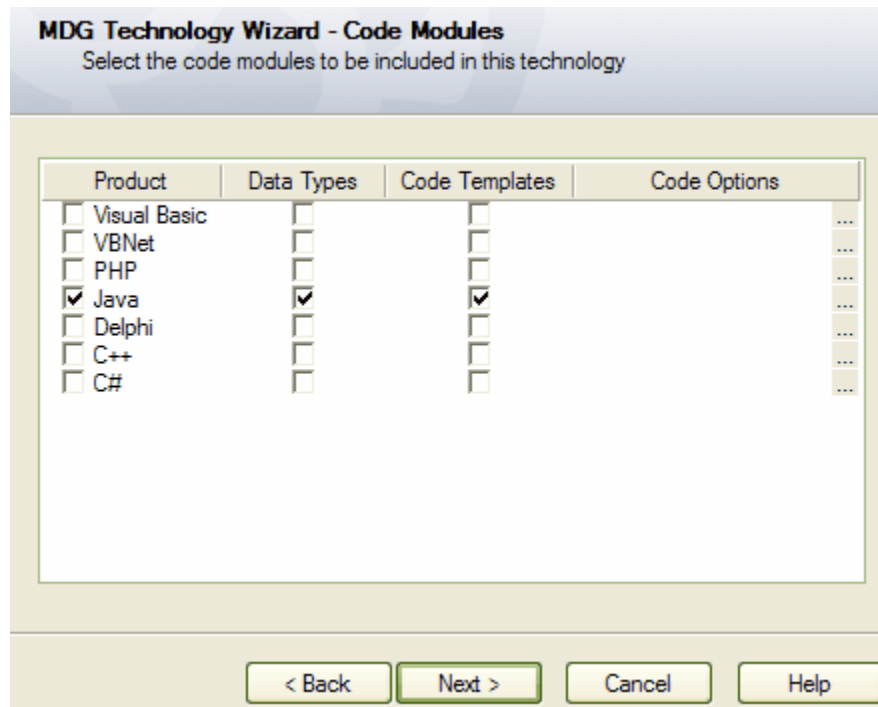 MDG Technology Wizard - Code Modules
Select the code modules to be included in this technology
Product Data Types Code Templates Code Options
Visual Basic ...
VBNet ...
PHP ...
Java ...
Delphi ...
C++ ...
C# ...
< Back Next > Cancel Help